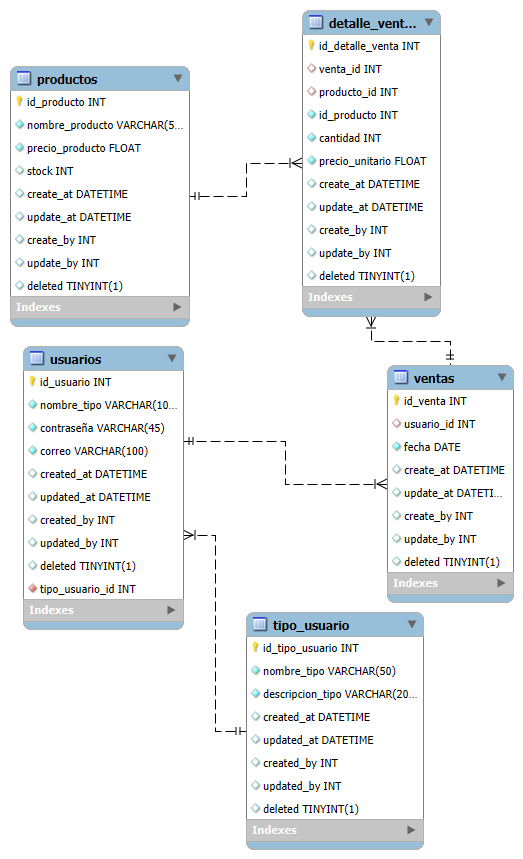 detalle_vent...
id_detalle_venta INT
venta_id INT
producto_id INT
id_producto INT
cantidad INT
precio_unitario FLOAT
create_at DATETIME
update_at DATETIME
create_by INT
update_by INT
deleted TINYINT(1)
Indexes
productos
id_producto INT
nombre_producto VARCHAR(5...
precio_producto FLOAT
stock INT
create_at DATETIME
update_at DATETIME
create_by INT
update_by INT
deleted TINYINT(1)
Indexes
usuarios
id_usuario INT
nombre_tipo VARCHAR(10...
contraseña VARCHAR(45)
correo VARCHAR(100)
created_at DATETIME
updated_at DATETIME
created_by INT
updated_by INT
deleted TINYINT(1)
tipo_usuario_id INT
Indexes
ventas
id_venta INT
usuario_id INT
fecha DATE
create_at DATETIME
update_at DATETI...
create_by INT
update_by INT
deleted TINYINT(1)
Indexes
tipo_usuario
id_tipo_usuario INT
nombre_tipo VARCHAR(50)
descripcion_tipo VARCHAR(20...
created_at DATETIME
updated_at DATETIME
created_by INT
updated_by INT
deleted TINYINT(1)
Indexes